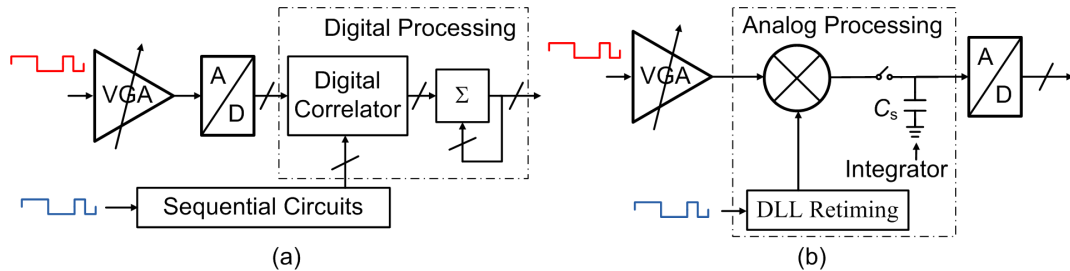 Digital Processing
VGA
A
D
Digital
Correlator
Σ
Sequential Circuits
(a)
Analog Processing
VGA
A
D
Cs
Integrator
DLL Retiming
(b)